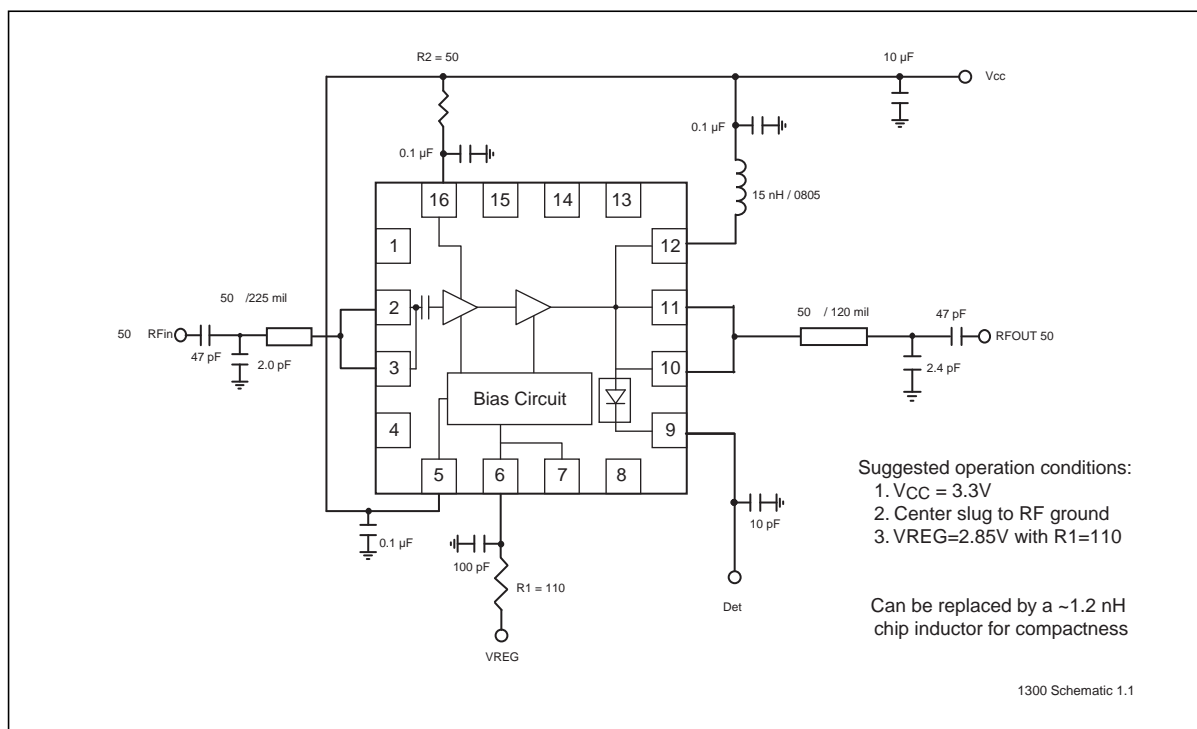 R2 = 50
10 µF
Vcc
0.1 µF
0.1 µF
15 nH / 0805
16
15
14
13
1
12
50 /225 mil
2
11
50 / 120 mil
47 pF
50 RFin
RFOUT 50
47 pF
2.0 pF
3
10
2.4 pF
Bias Circuit
4
9
5
6
7
8
Suggested operation conditions:
1. VCC = 3.3V
2. Center slug to RF ground
3. VREG=2.85V with R1=110
10 pF
0.1 µF
100 pF
R1 = 110
Det
Can be replaced by a ~1.2 nH
chip inductor for compactness
VREG
1300 Schematic 1.1